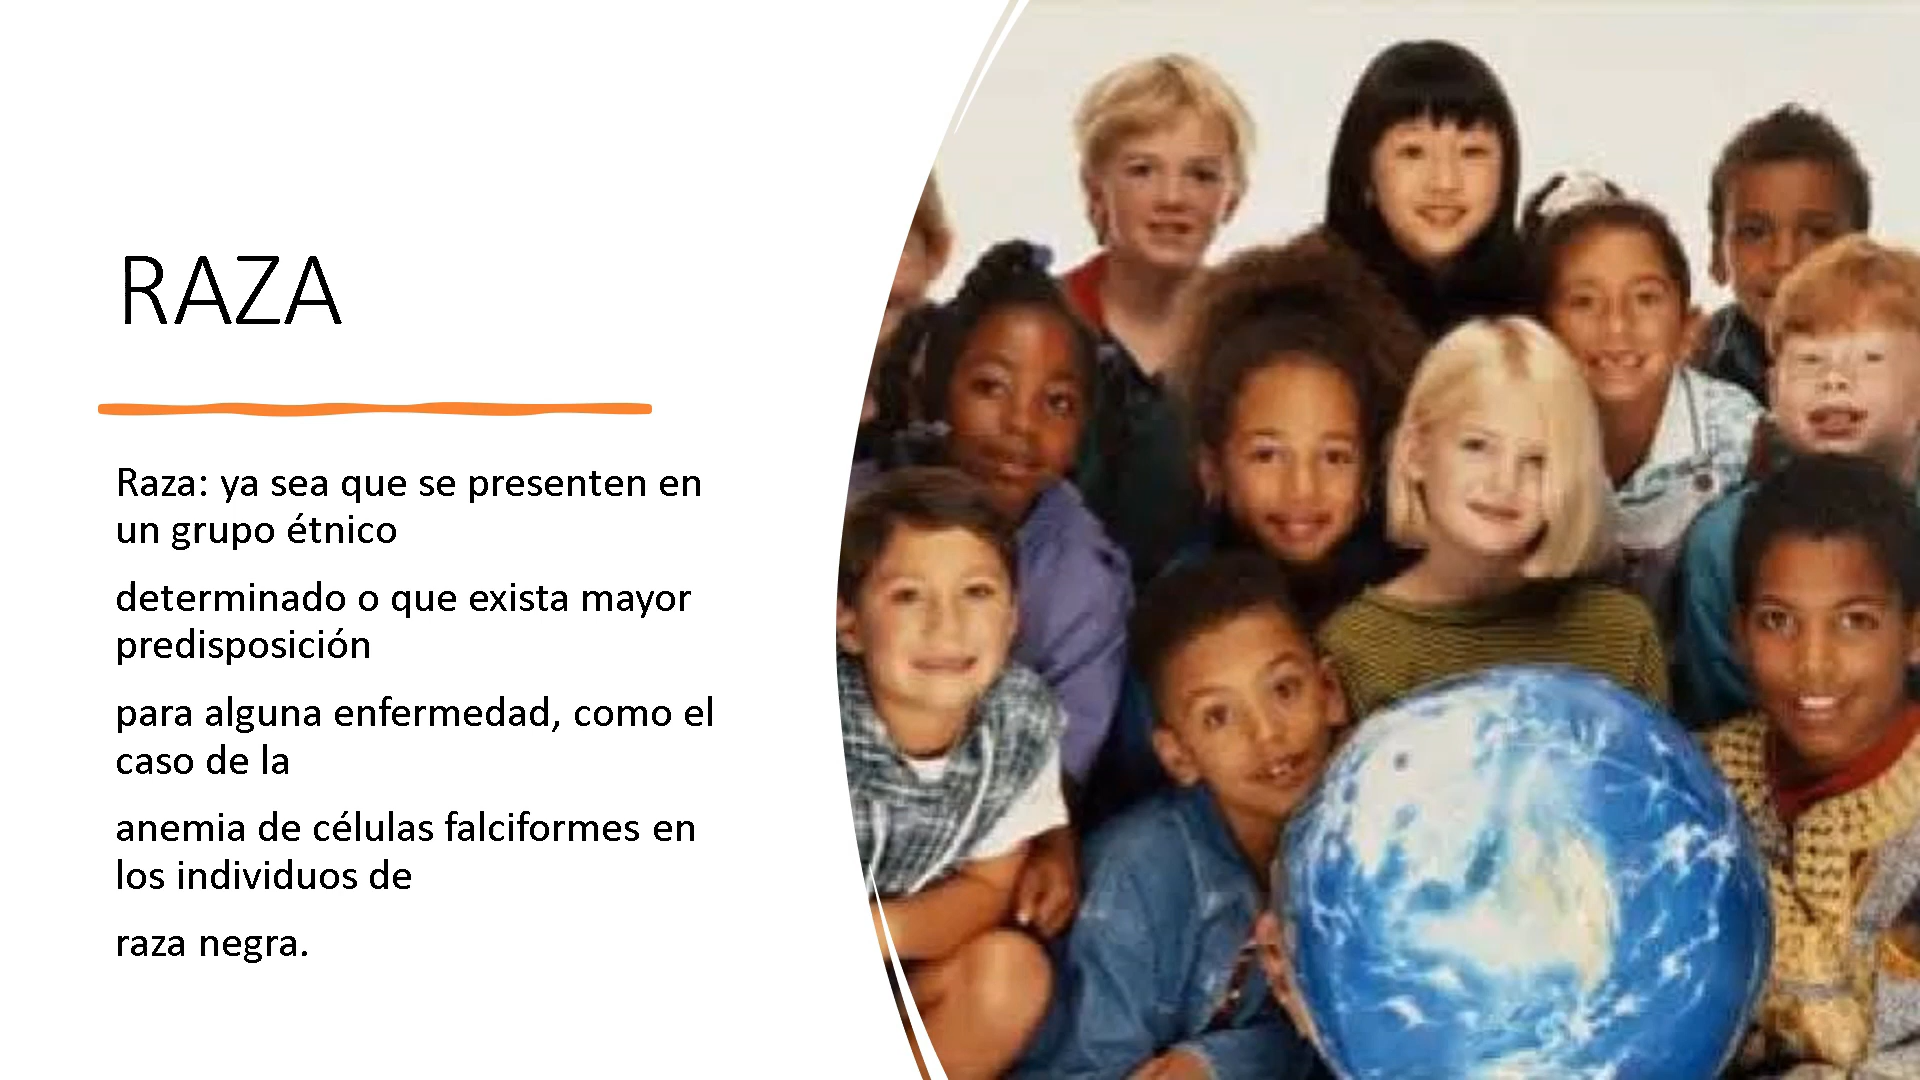 RAZA
Raza: ya sea que se presenten en
un grupo étnico
determinado o que exista mayor
predisposición
para alguna enfermedad, como el
caso de la
anemia de células falciformes en
los individuos de
raza negra.